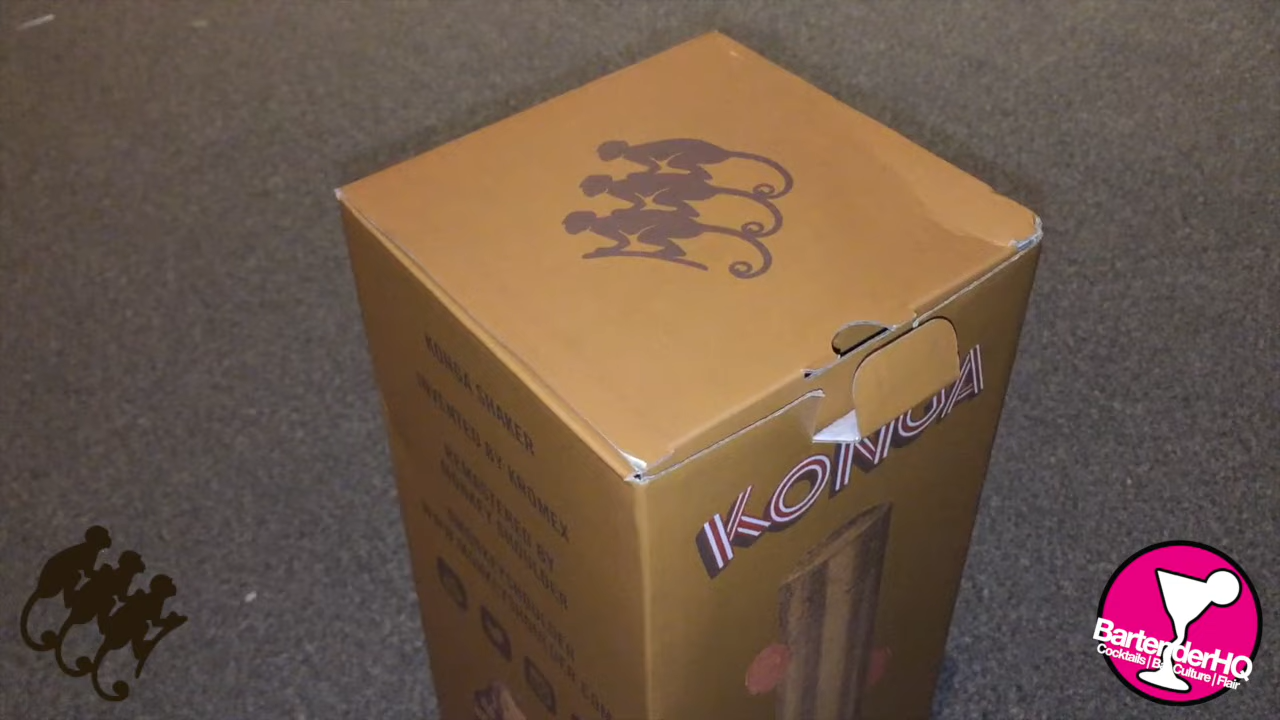 KONGA SHAKER
INVENTED BY KROMEX
REMASTERED BY
MONKEY SHOULDER
KONGA
BartenderHQ
Cocktails | Bar Culture | Flair